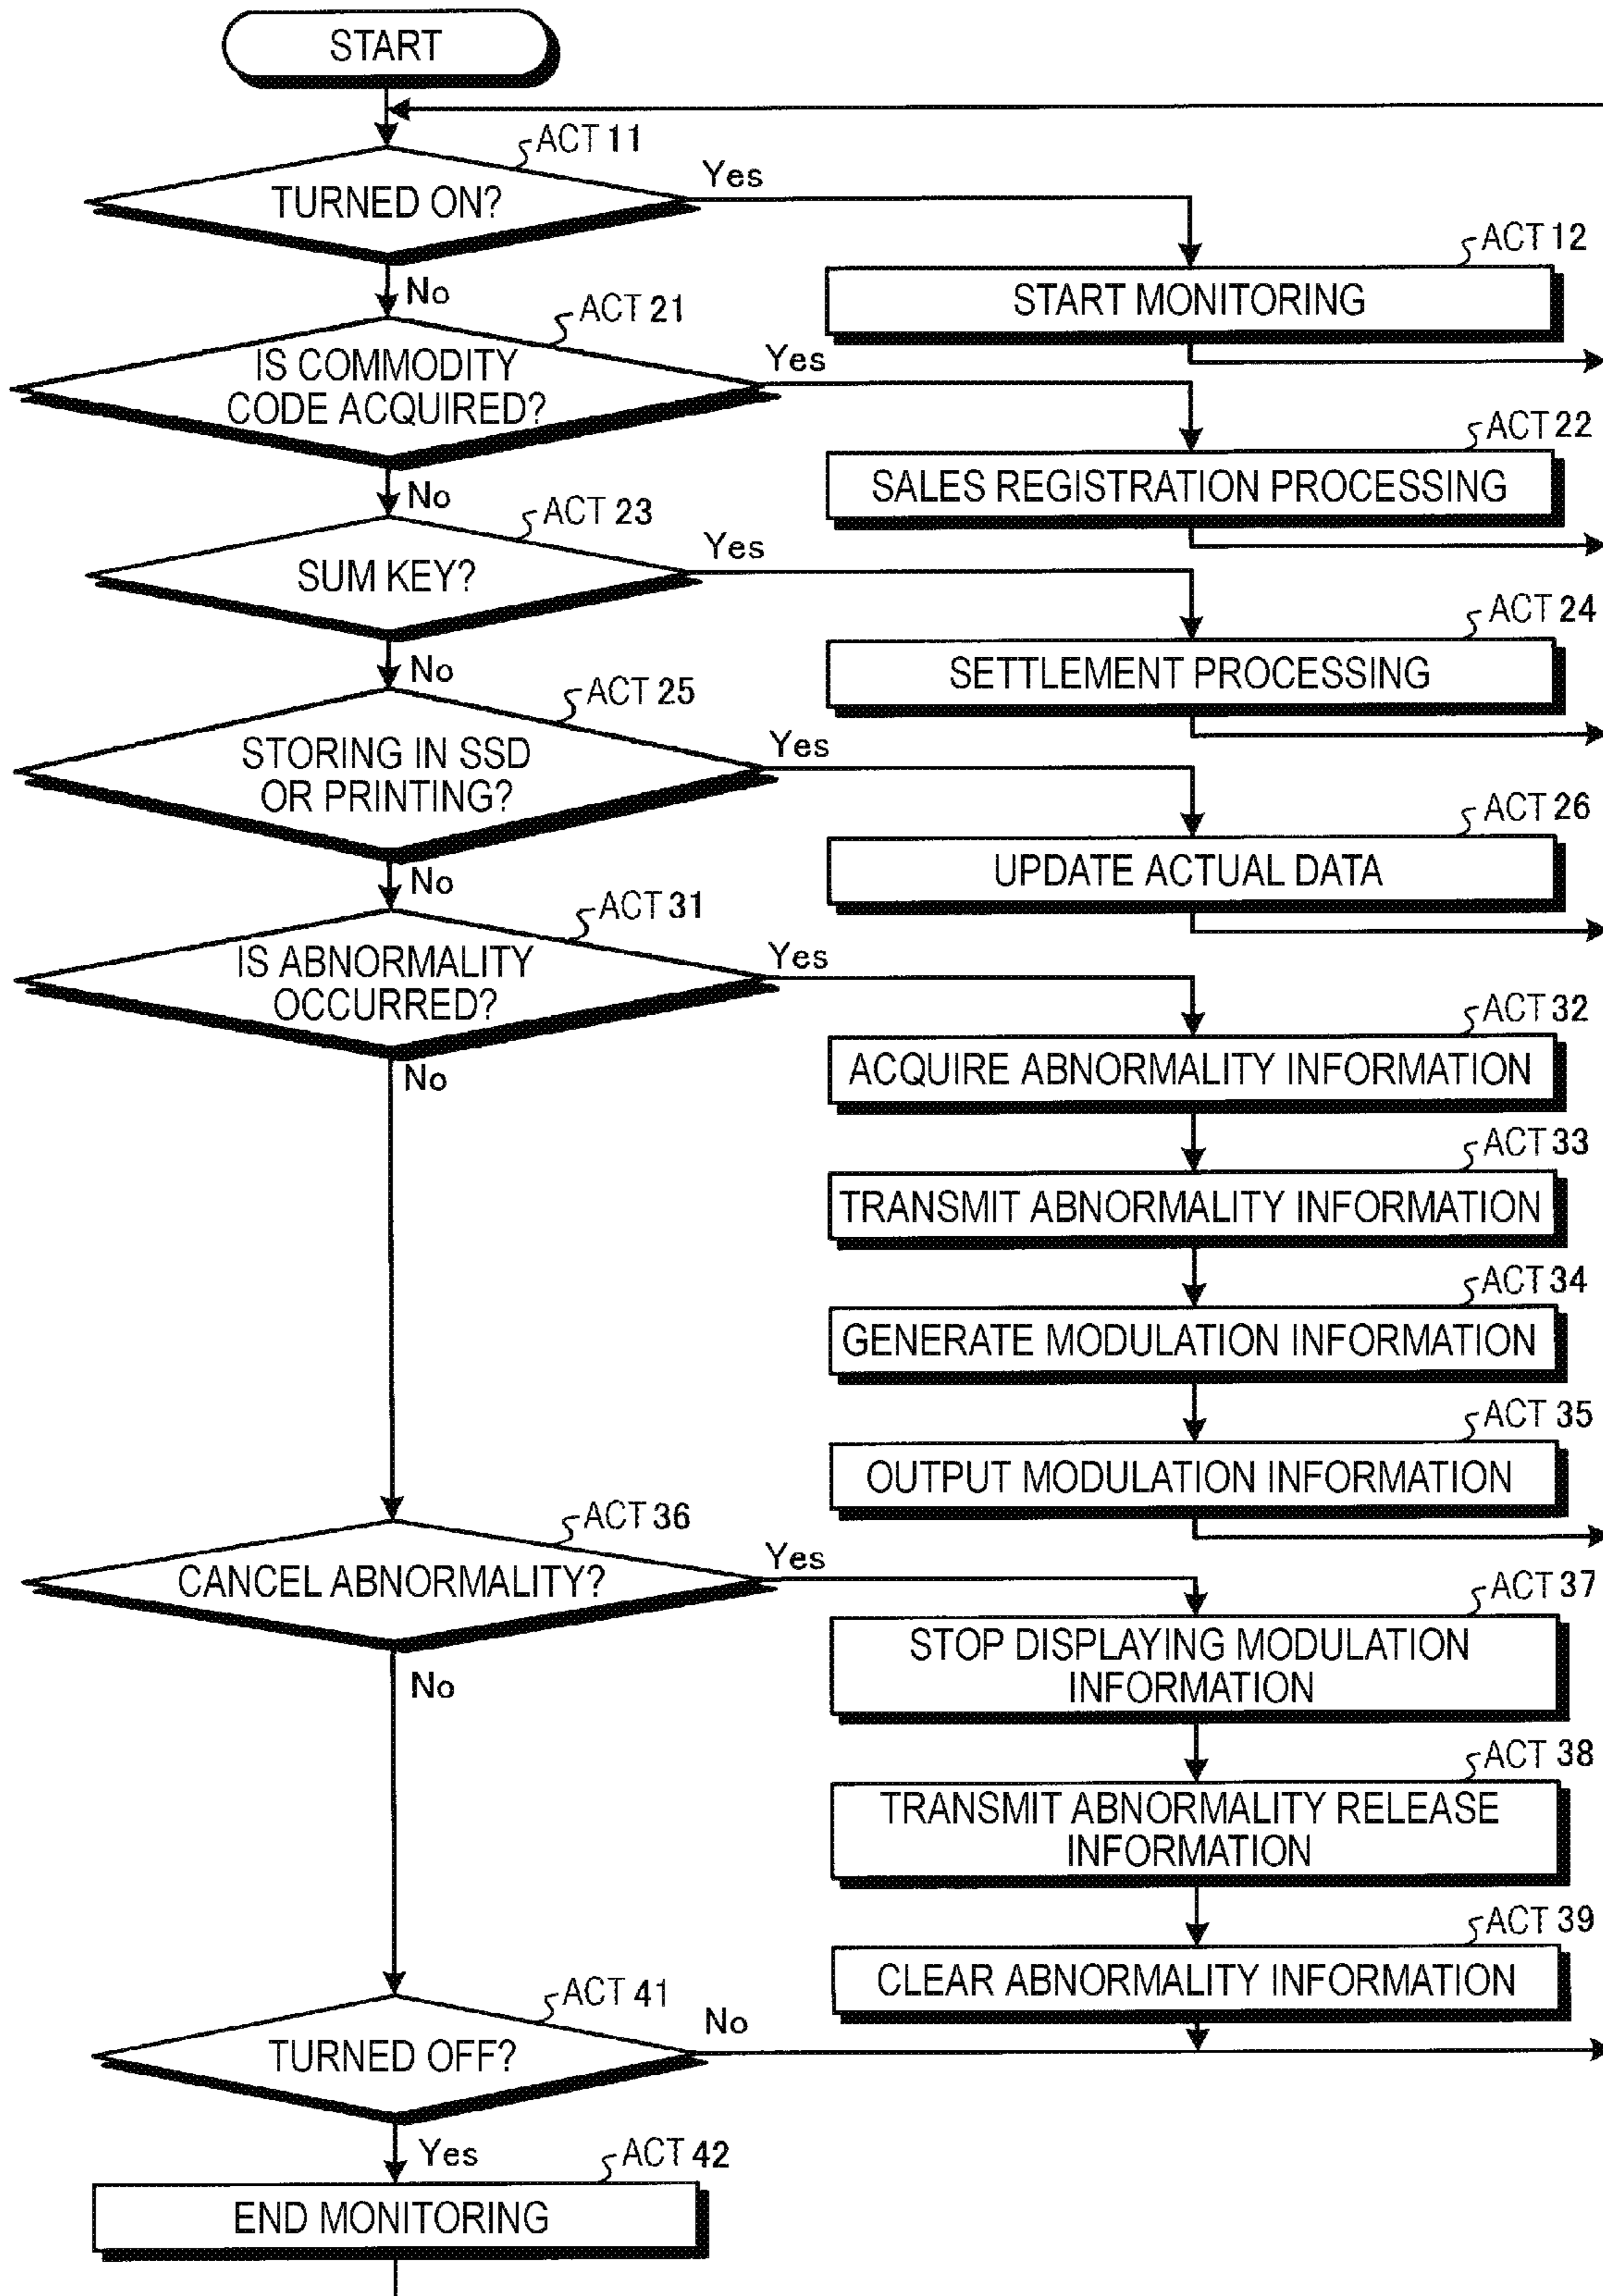 START
ACT 11
TURNED ON?
Yes
ACT 12
START MONITORING
No
ACT 21
IS COMMODITY
CODE ACQUIRED?
Yes
ACT 22
SALES REGISTRATION PROCESSING
No
ACT 23
SUM KEY?
Yes
ACT 24
SETTLEMENT PROCESSING
No
ACT 25
STORING IN SSD
OR PRINTING?
Yes
ACT 26
UPDATE ACTUAL DATA
No
ACT 31
IS ABNORMALITY
OCCURRED?
Yes
ACT 32
ACQUIRE ABNORMALITY INFORMATION
No
ACT 33
TRANSMIT ABNORMALITY INFORMATION
ACT 34
GENERATE MODULATION INFORMATION
ACT 35
OUTPUT MODULATION INFORMATION
ACT 36
CANCEL ABNORMALITY?
Yes
ACT 37
STOP DISPLAYING MODULATION
INFORMATION
No
ACT 38
TRANSMIT ABNORMALITY RELEASE
INFORMATION
ACT 39
CLEAR ABNORMALITY INFORMATION
ACT 41
TURNED OFF?
No
Yes
ACT 42
END MONITORING